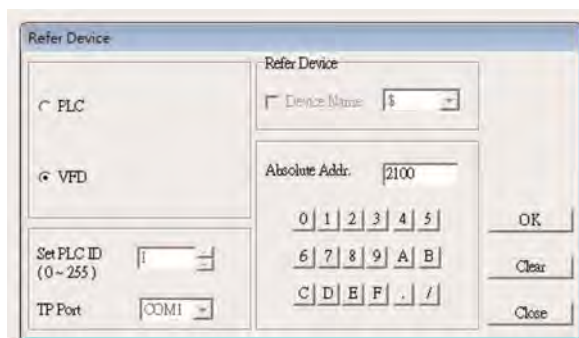 Refer Device
PLC
VFD
Set PLC ID
(0~255)
1
TP Port
COM1
Refer Device
Device Name
$
Absolute Addr.
2100
0 1 2 3 4 5
6 7 8 9 A B
C D E F . /
OK
Clear
Close